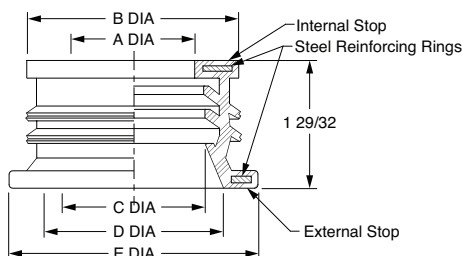 B DIA
Internal Stop
A DIA
Steel Reinforcing Rings
1 29/32
C DIA
D DIA
External Stop
E DIA